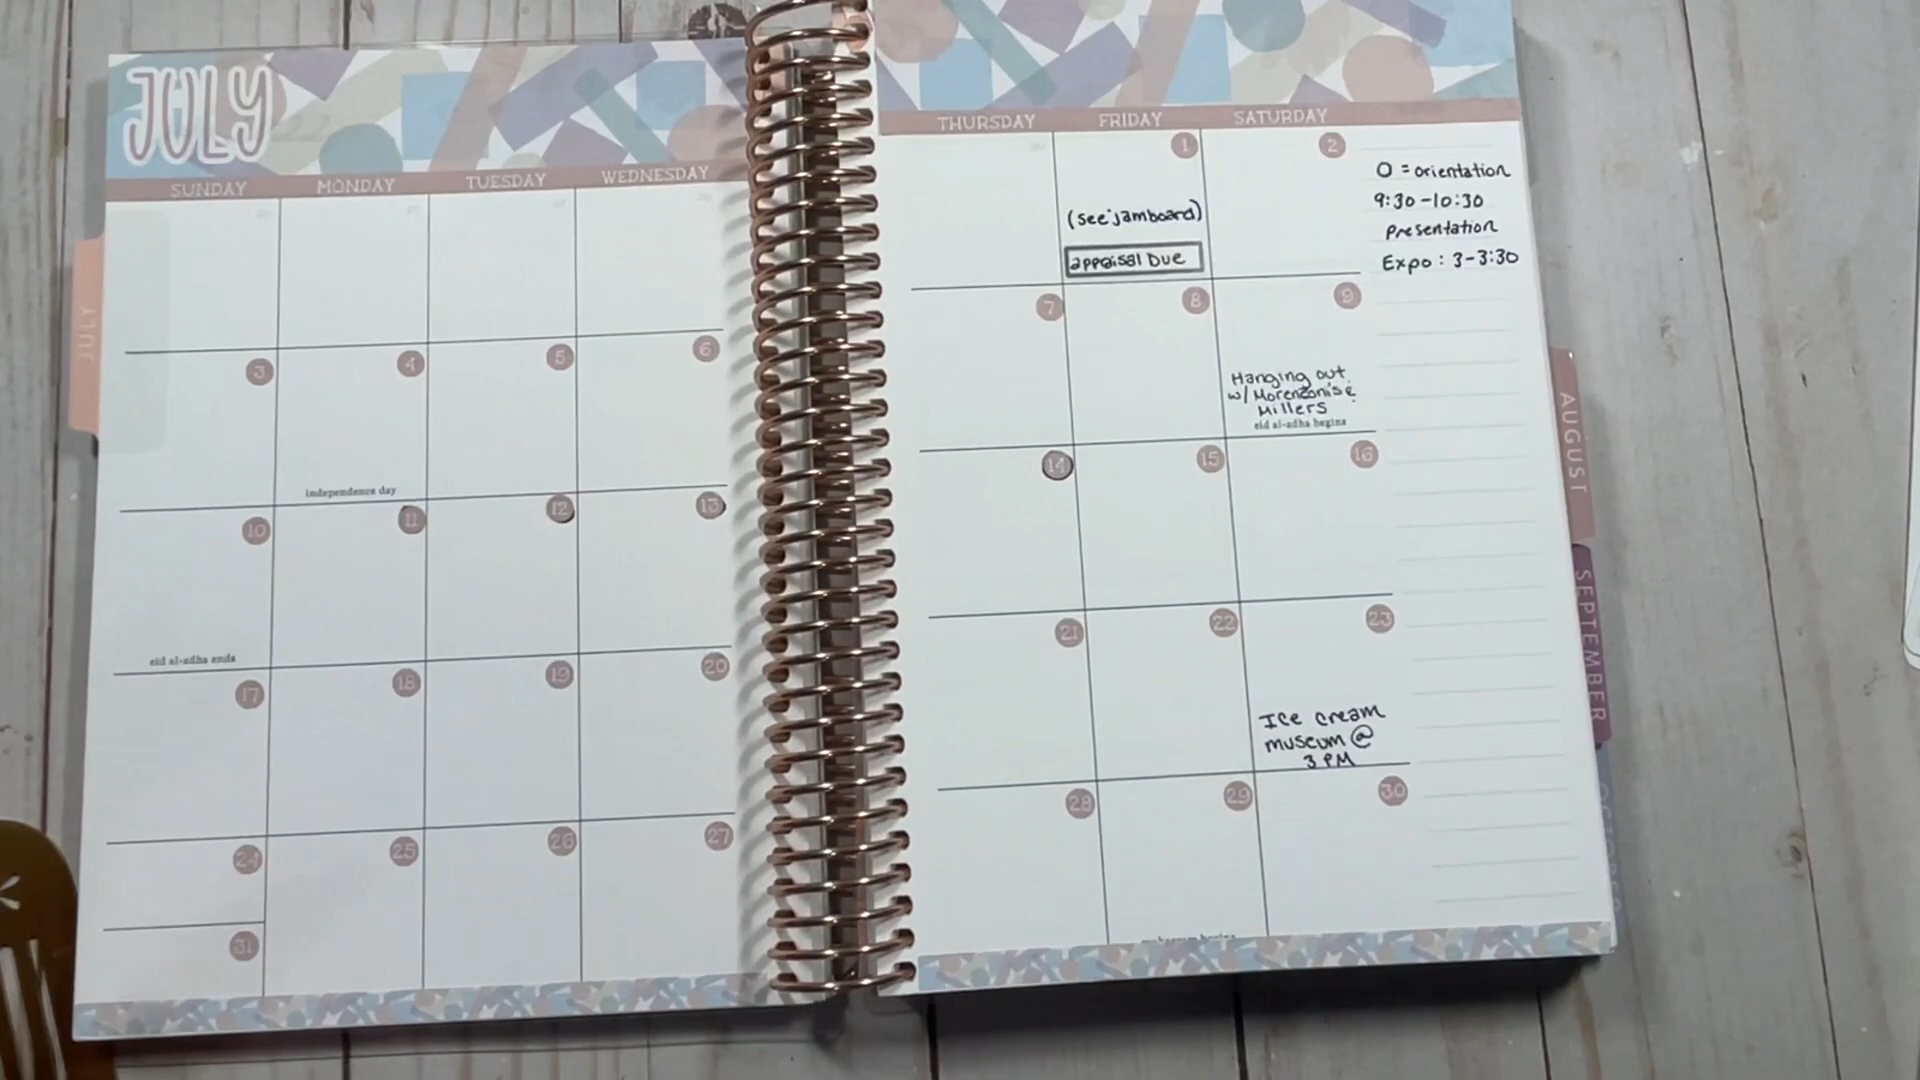 JULY
SUNDAY MONDAY TUESDAY WEDNESDAY
THURSDAY FRIDAY SATURDAY
1 2
(see jamboard)
appraisal Due
O = orientation
9:30-10:30
Presentation
Expo: 3-3:30
3 4 5 6
7 8 9
independence day
Hanging out
w/ Morenzoni's &
Millers
eid al-adha begins
10 11 12 13
14 15 16
eid al-adha ends
17 18 19 20
21 22 23
Ice cream
museum @
3 PM
24 25 26 27
28 29 30
31
JULY
AUGUST
SEPTEMBER